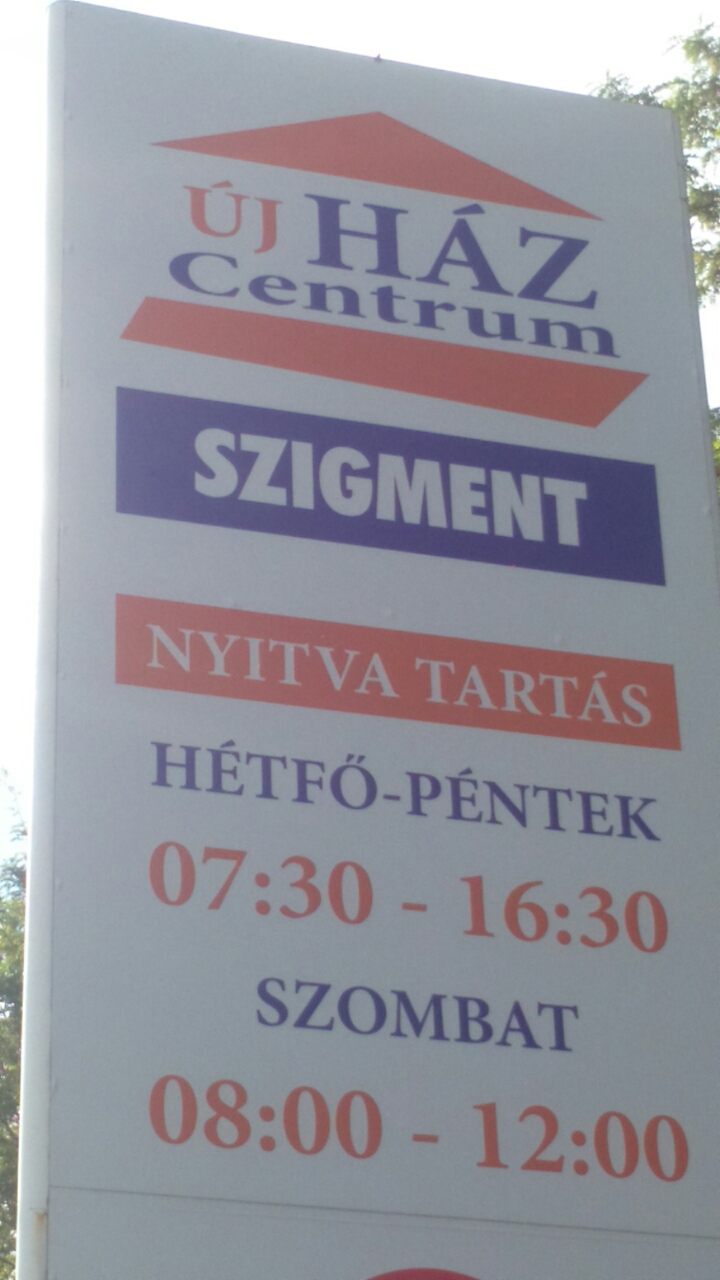 ÚJ HÁZ
Centrum
SZIGMENT
NYITVA TARTÁS
HÉTFŐ-PÉNTEK
07:30 - 16:30
SZOMBAT
08:00 - 12:00